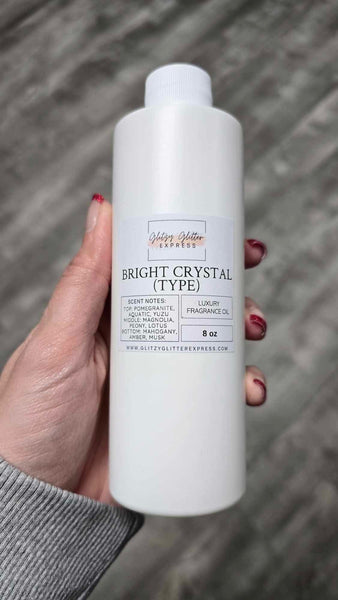 Glitzy Glitter
EXPRESS
BRIGHT CRYSTAL
(TYPE)
SCENT NOTES:
TOP: POMEGRANITE,
AQUATIC, YUZU
MIDDLE: MAGNOLIA,
PEONY, LOTUS
BOTTOM: MAHOGANY,
AMBER, MUSK
LUXURY
FRAGRANCE OIL
8 oz
WWW.GLITZYGLITTEREXPRESS.COM